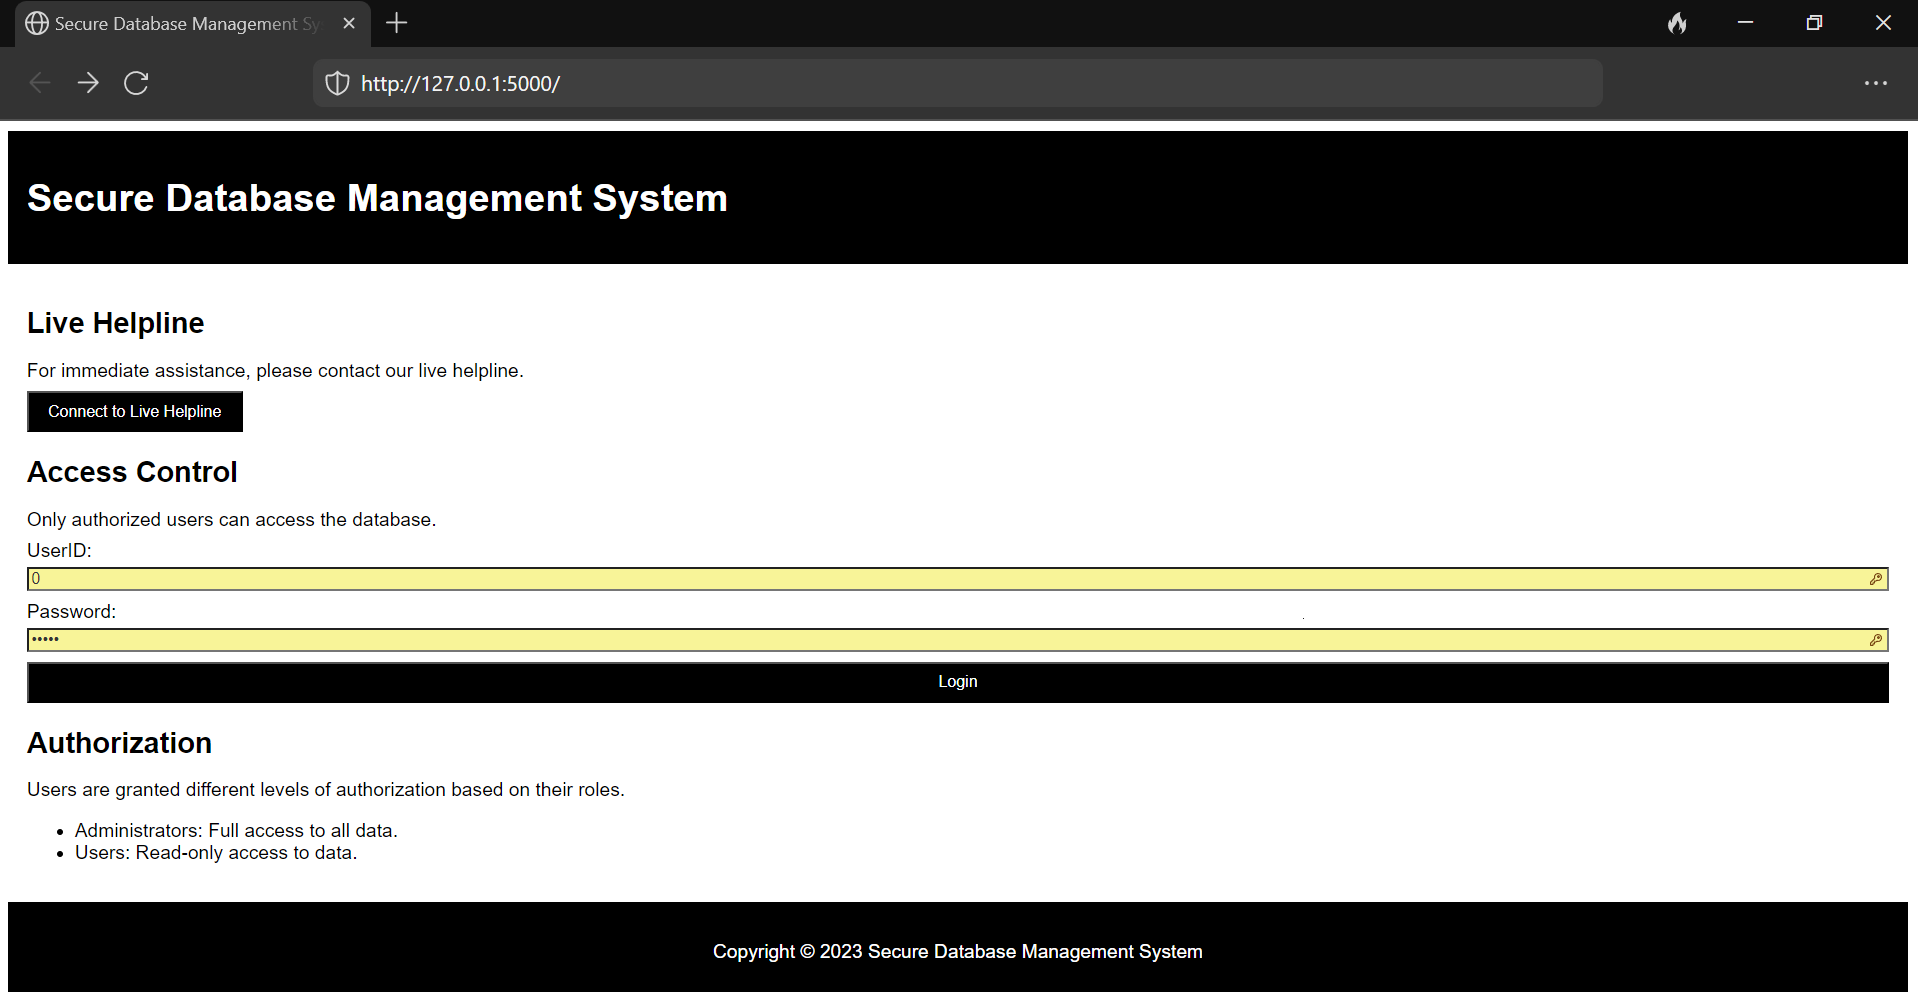 Secure Database Management Sy
http://127.0.0.1:5000/
Secure Database Management System
Live Helpline
For immediate assistance, please contact our live helpline.
Connect to Live Helpline
Access Control
Only authorized users can access the database.
UserID:
0
Password:
•••••
Login
Authorization
Users are granted different levels of authorization based on their roles.
• Administrators: Full access to all data.
• Users: Read-only access to data.
Copyright © 2023 Secure Database Management System